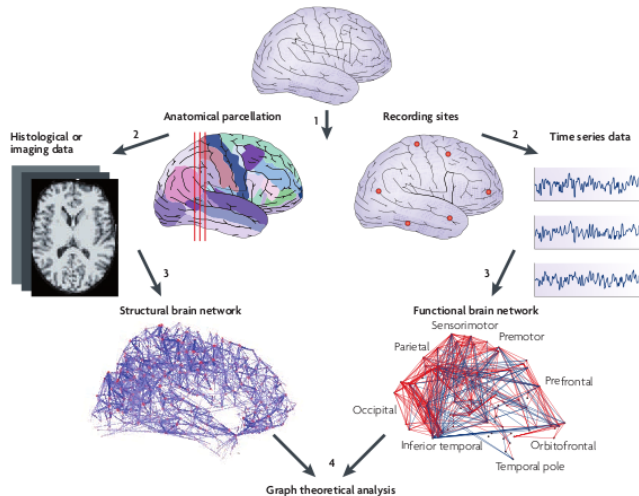 Anatomical parcellation
1
Recording sites
Histological or
imaging data
2
2
Time series data
3
3
Structural brain network
Functional brain network
Sensorimotor
Parietal
Premotor
Prefrontal
Occipital
Inferior temporal
Orbitofrontal
Temporal pole
4
Graph theoretical analysis